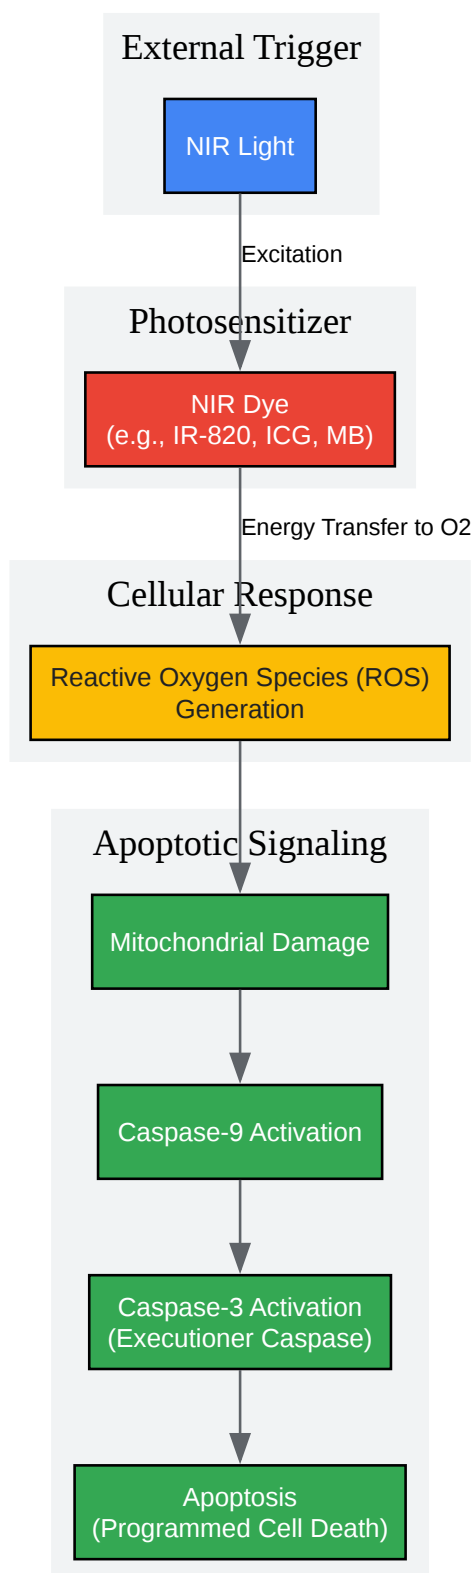 External Trigger
NIR Light
Excitation
Photosensitizer
NIR Dye
(e.g., IR-820, ICG, MB)
Energy Transfer to O2
Cellular Response
Reactive Oxygen Species (ROS)
Generation
Apoptotic Signaling
Mitochondrial Damage
Caspase-9 Activation
Caspase-3 Activation
(Executioner Caspase)
Apoptosis
(Programmed Cell Death)